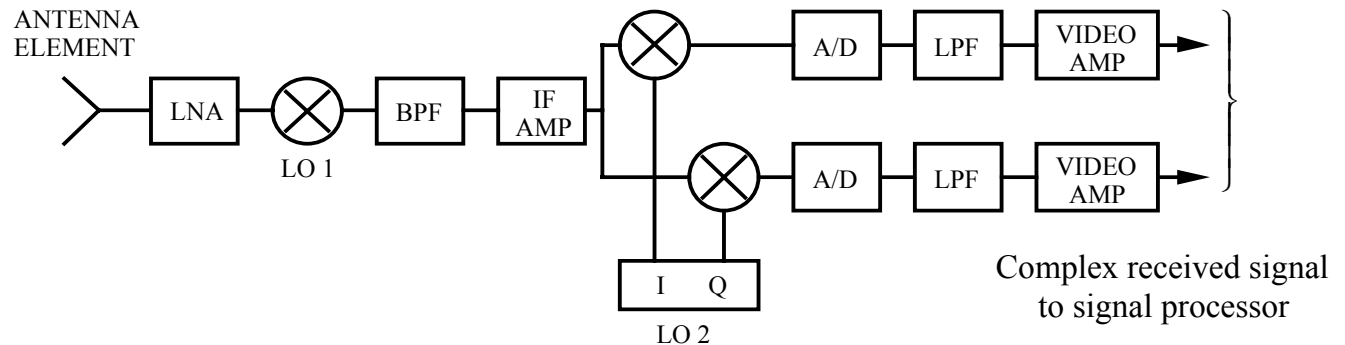 ANTENNA
ELEMENT
LNA
LO 1
BPF
IF
AMP
A/D
LPF
VIDEO
AMP
A/D
LPF
VIDEO
AMP
I Q
LO 2
Complex received signal
to signal processor